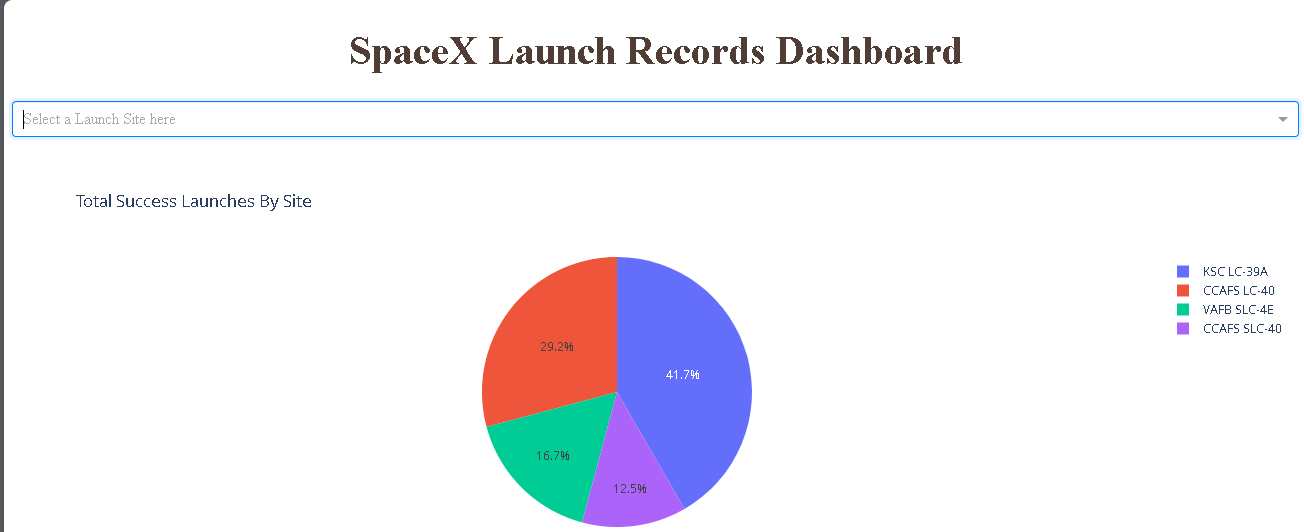 SpaceX Launch Records Dashboard
Select a Launch Site here
Total Success Launches By Site
KSC LC-39A
CCAFS LC-40
VAFB SLC-4E
CCAFS SLC-40
29.2%
41.7%
16.7%
12.5%